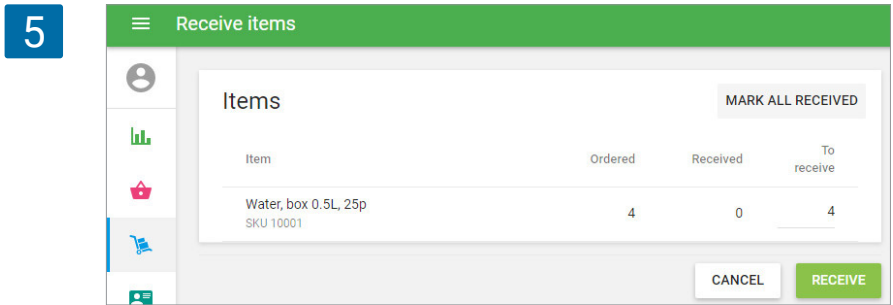 5
Receive items
Items
MARK ALL RECEIVED
Item
Ordered
Received
To
receive
Water, box 0.5L, 25p
SKU 10001
4
0
4
CANCEL
RECEIVE